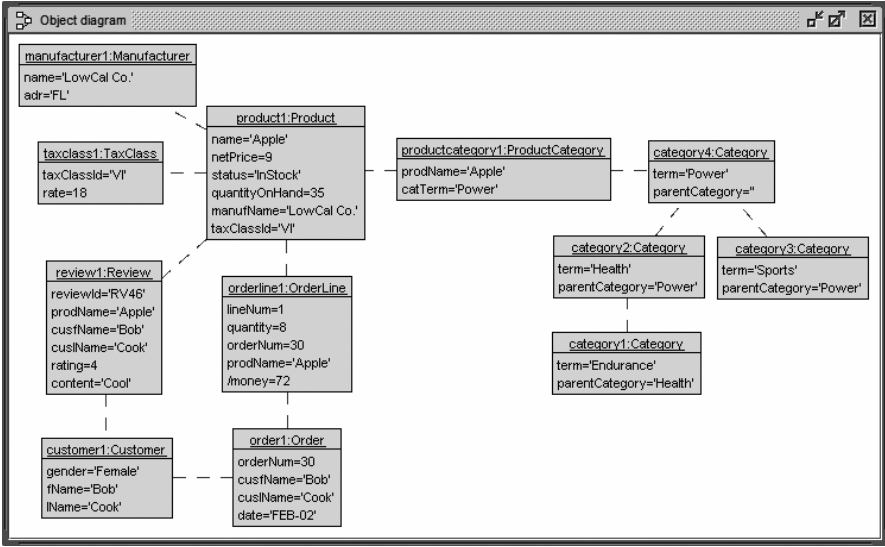 Object diagram
manufacturer1:Manufacturer
name='LowCal Co.'
adr='FL'
product1:Product
name='Apple'
netPrice=9
status='InStock'
quantityOnHand=35
manufName='LowCal Co.'
taxClassId='VI'
taxclass1:TaxClass
taxClassId='VI'
rate=18
productcategory1:ProductCategory
prodName='Apple'
catTerm='Power'
category4:Category
term='Power'
parentCategory=''
category2:Category
term='Health'
parentCategory='Power'
category3:Category
term='Sports'
parentCategory='Power'
category1:Category
term='Endurance'
parentCategory='Health'
review1:Review
reviewId='RV46'
prodName='Apple'
cusfName='Bob'
cuslName='Cook'
rating=4
content='Cool'
orderline1:OrderLine
lineNum=1
quantity=8
orderNum=30
prodName='Apple'
/money=72
customer1:Customer
gender='Female'
fName='Bob'
lName='Cook'
order1:Order
orderNum=30
cusfName='Bob'
cuslName='Cook'
date='FEB-02'